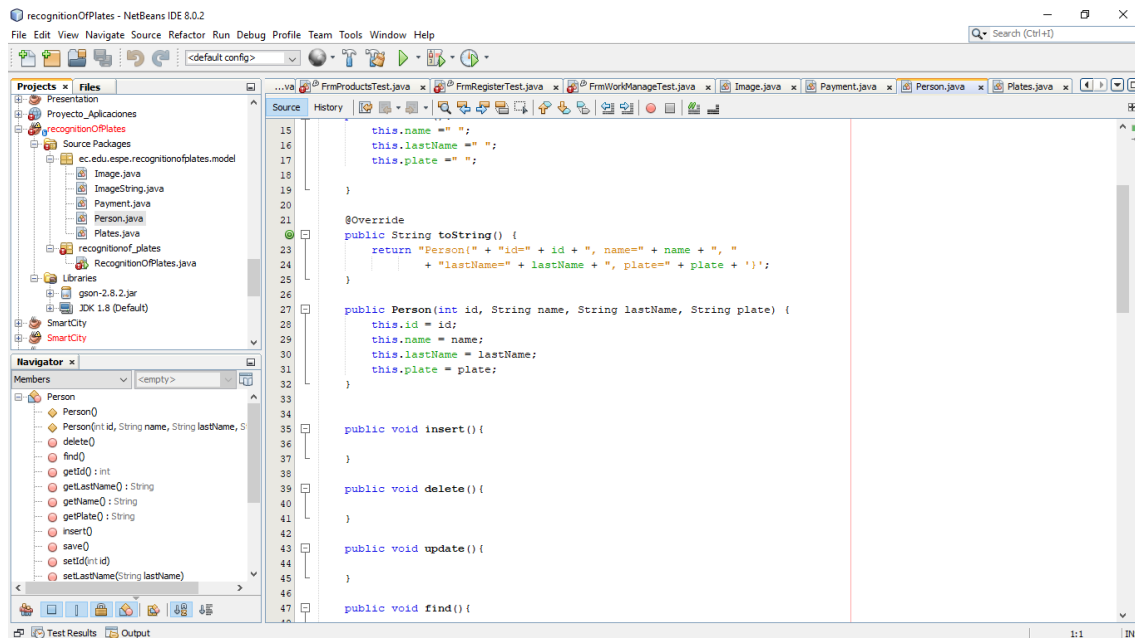 recognitionOfPlates - NetBeans IDE 8.0.2
File Edit View Navigate Source Refactor Run Debug Profile Team Tools Window Help
Search (Ctrl+I)
<default config>
Projects × Files
Presentation
Proyecto_Aplicaciones
recognitionOfPlates
Source Packages
ec.edu.espe.recognitionofplates.model
Image.java
ImageString.java
Payment.java
Person.java
Plates.java
recognitionof_plates
RecognitionOfPlates.java
Libraries
gson-2.8.2.jar
JDK 1.8 (Default)
SmartCity
SmartCity
Navigator ×
Members <empty>
Person
Person()
Person(int id, String name, String lastName, S
delete()
find()
getId() : int
getLastName() : String
getName() : String
getPlate() : String
insert()
save()
setId(int id)
setLastName(String lastName)
...va FrmProductsTest.java × FrmRegisterTest.java × FrmWorkManageTest.java × Image.java × Payment.java × Person.java × Plates.java ×
Source History
15 this.name =" ";
16 this.lastName =" ";
17 this.plate =" ";
18
19 }
20
21 @Override
public String toString() {
23 return "Person{" + "id=" + id + ", name=" + name + ", "
24 + "lastName=" + lastName + ", plate=" + plate + '}';
25 }
26
27 public Person(int id, String name, String lastName, String plate) {
28 this.id = id;
29 this.name = name;
30 this.lastName = lastName;
31 this.plate = plate;
32 }
33
34
35 public void insert(){
36
37 }
38
39 public void delete(){
40
41 }
42
43 public void update(){
44
45 }
46
47 public void find(){
Test Results Output
1:1 IN